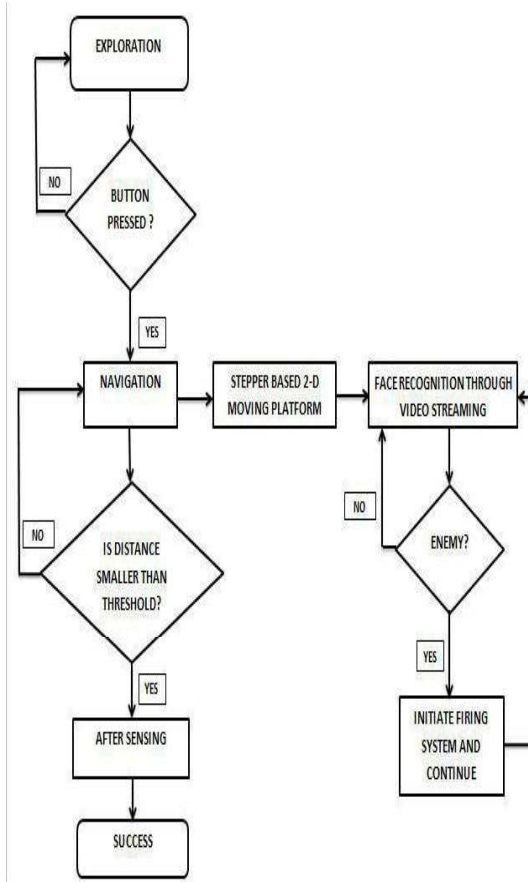 EXPLORATION
NO
BUTTON
PRESSED ?
YES
NAVIGATION
STEPPER BASED 2-D
MOVING PLATFORM
FACE RECOGNITION THROUGH
VIDEO STREAMING
NO
IS DISTANCE
SMALLER THAN
THRESHOLD?
NO
ENEMY?
YES
YES
AFTER SENSING
INITIATE FIRING
SYSTEM AND
CONTINUE
SUCCESS